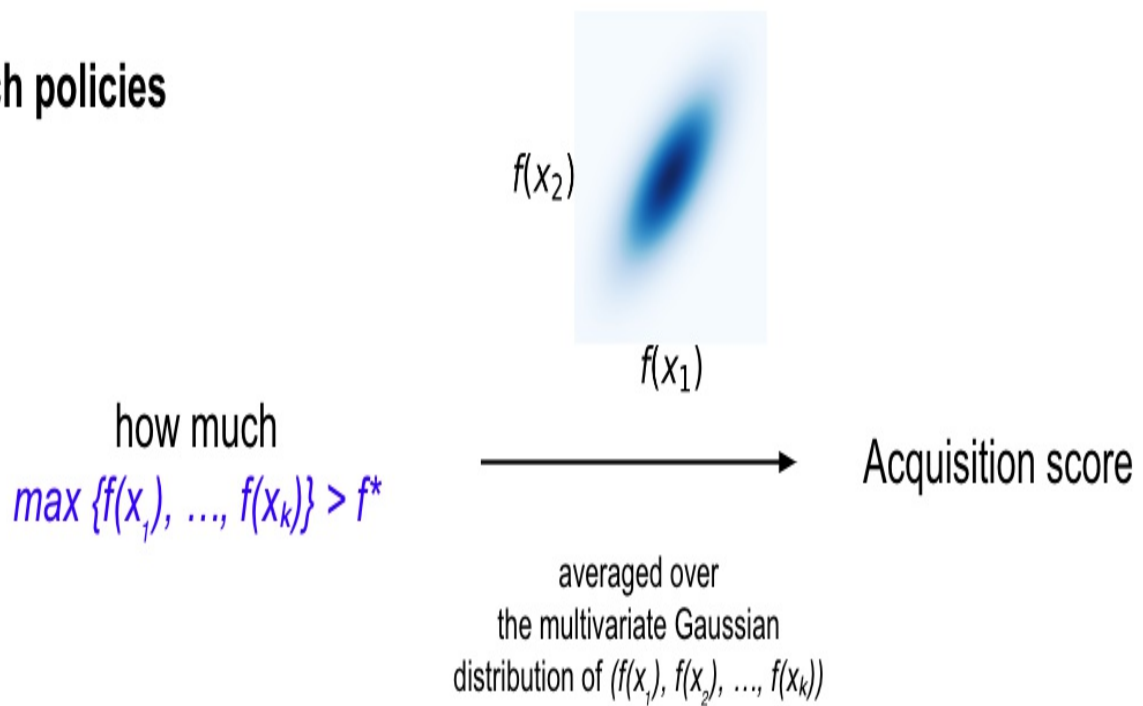 h policies
f(x₂)
f(x₁)
how much
max {f(x₁), ..., f(xₖ)} > f*
Acquisition score
averaged over
the multivariate Gaussian
distribution of (f(x₁), f(x₂), ..., f(xₖ))